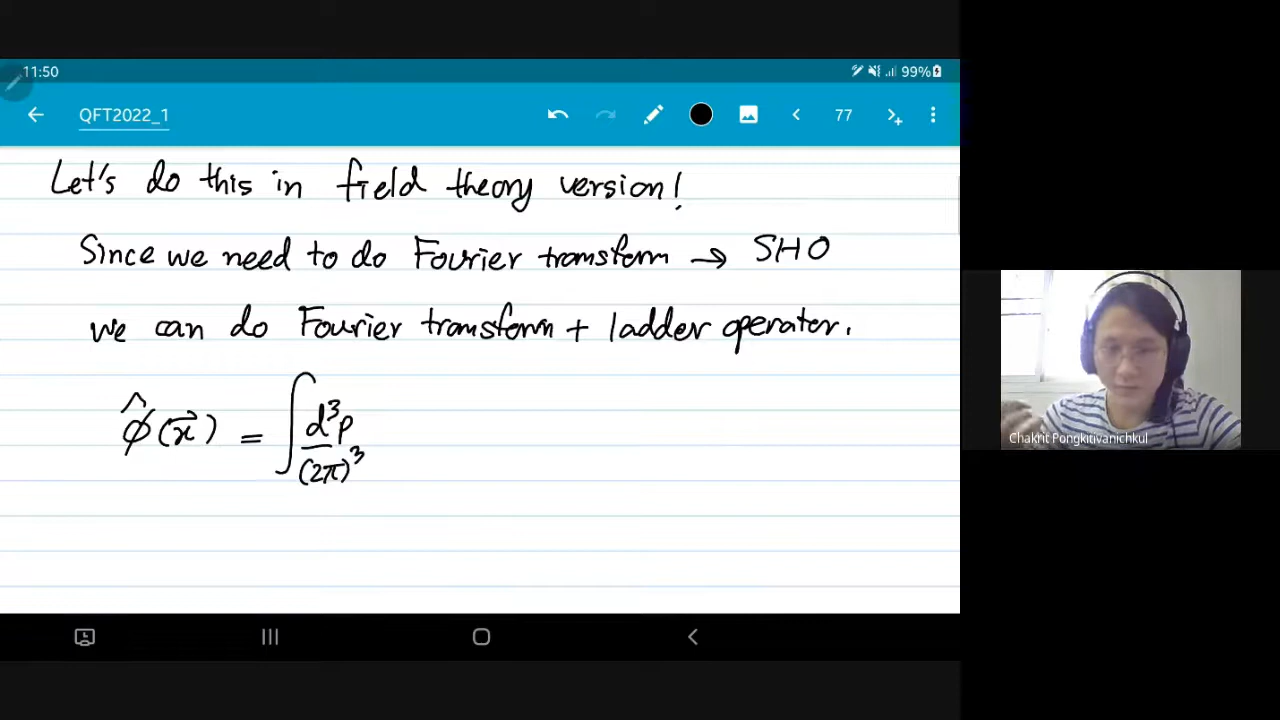 11:50
99%
QFT2022_1
77
Let's do this in field theory version!
Since we need to do Fourier transform → SHO
we can do Fourier transform + ladder operator.
φ̂(x⃗) = ∫ d³p / (2π)³
Chakrit Pongkitivanichkul